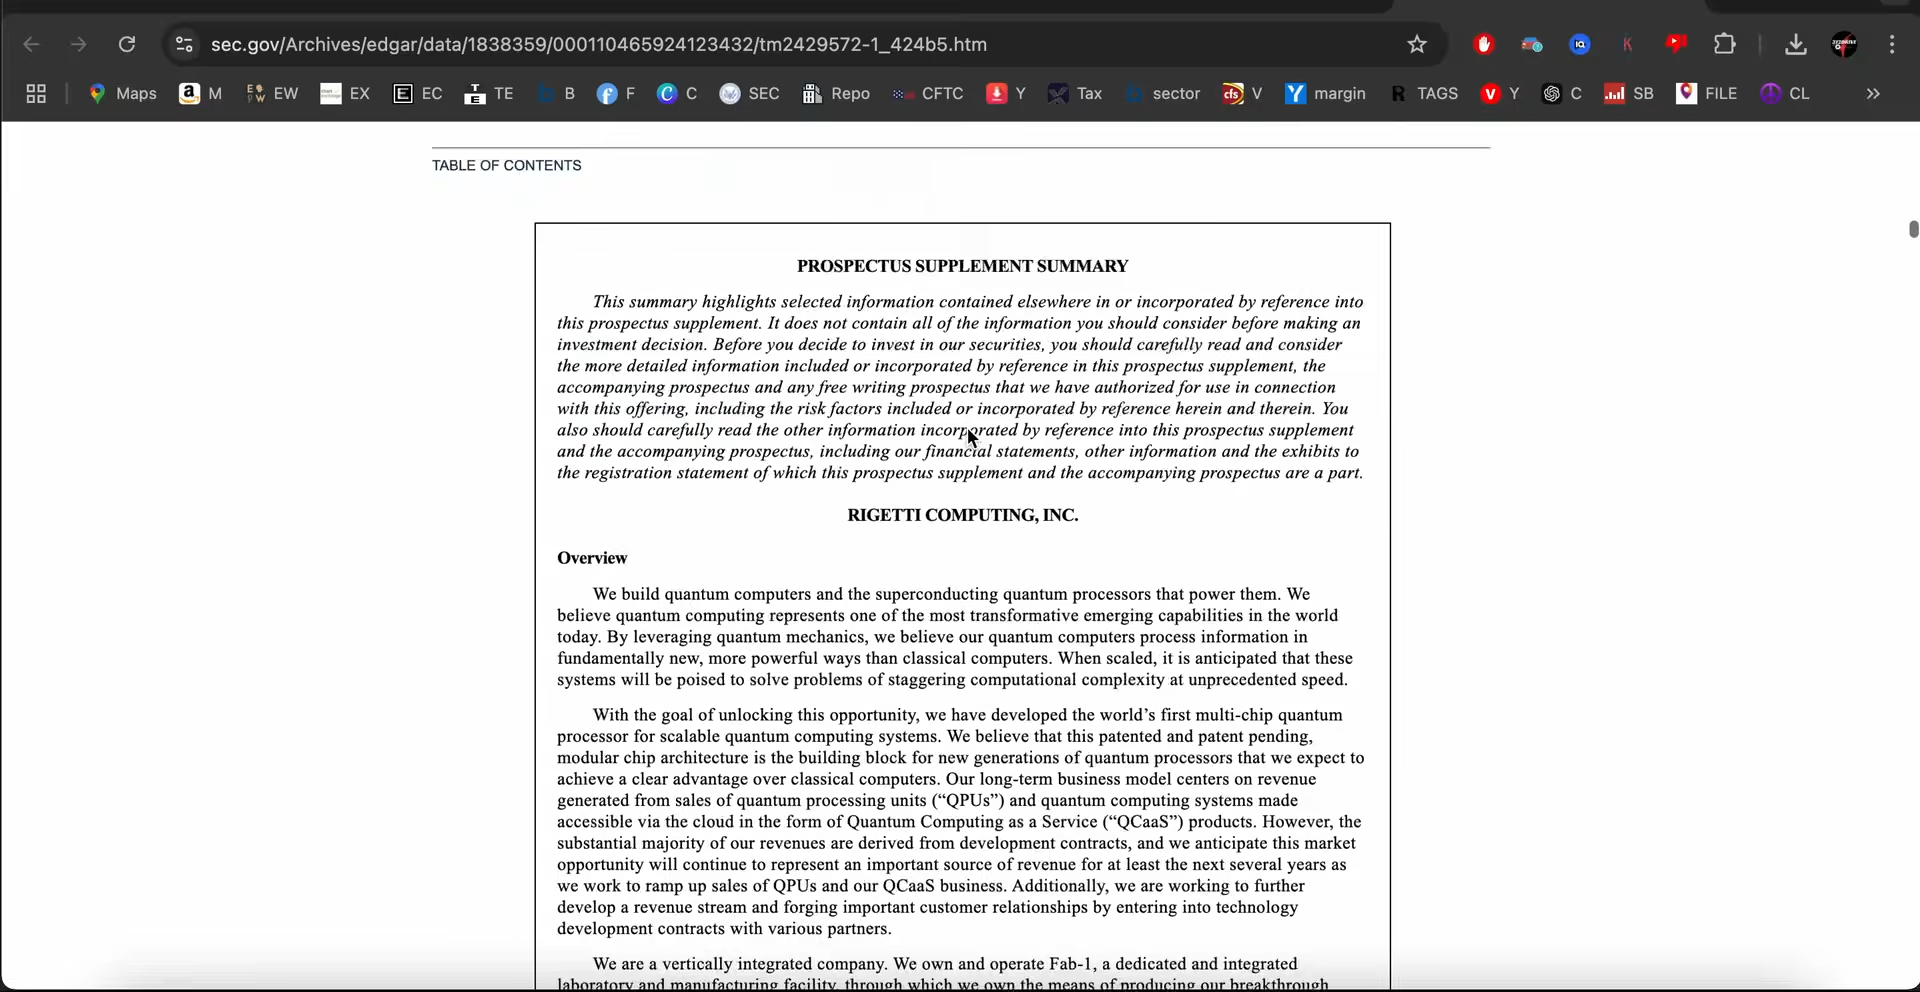 sec.gov/Archives/edgar/data/1838359/000110465924123432/tm2429572-1_424b5.htm
Maps M EW EX EC TE B F C SEC Repo CFTC Y Tax sector V margin TAGS Y C SB FILE CL
TABLE OF CONTENTS
PROSPECTUS SUPPLEMENT SUMMARY
This summary highlights selected information contained elsewhere in or incorporated by reference into
this prospectus supplement. It does not contain all of the information you should consider before making an
investment decision. Before you decide to invest in our securities, you should carefully read and consider
the more detailed information included or incorporated by reference in this prospectus supplement, the
accompanying prospectus and any free writing prospectus that we have authorized for use in connection
with this offering, including the risk factors included or incorporated by reference herein and therein. You
also should carefully read the other information incorporated by reference into this prospectus supplement
and the accompanying prospectus, including our financial statements, other information and the exhibits to
the registration statement of which this prospectus supplement and the accompanying prospectus are a part.
RIGETTI COMPUTING, INC.
Overview
We build quantum computers and the superconducting quantum processors that power them. We
believe quantum computing represents one of the most transformative emerging capabilities in the world
today. By leveraging quantum mechanics, we believe our quantum computers process information in
fundamentally new, more powerful ways than classical computers. When scaled, it is anticipated that these
systems will be poised to solve problems of staggering computational complexity at unprecedented speed.
With the goal of unlocking this opportunity, we have developed the world’s first multi-chip quantum
processor for scalable quantum computing systems. We believe that this patented and patent pending,
modular chip architecture is the building block for new generations of quantum processors that we expect to
achieve a clear advantage over classical computers. Our long-term business model centers on revenue
generated from sales of quantum processing units (“QPUs”) and quantum computing systems made
accessible via the cloud in the form of Quantum Computing as a Service (“QCaaS”) products. However, the
substantial majority of our revenues are derived from development contracts, and we anticipate this market
opportunity will continue to represent an important source of revenue for at least the next several years as
we work to ramp up sales of QPUs and our QCaaS business. Additionally, we are working to further
develop a revenue stream and forging important customer relationships by entering into technology
development contracts with various partners.
We are a vertically integrated company. We own and operate Fab-1, a dedicated and integrated
laboratory and manufacturing facility, through which we own the means of producing our breakthrough